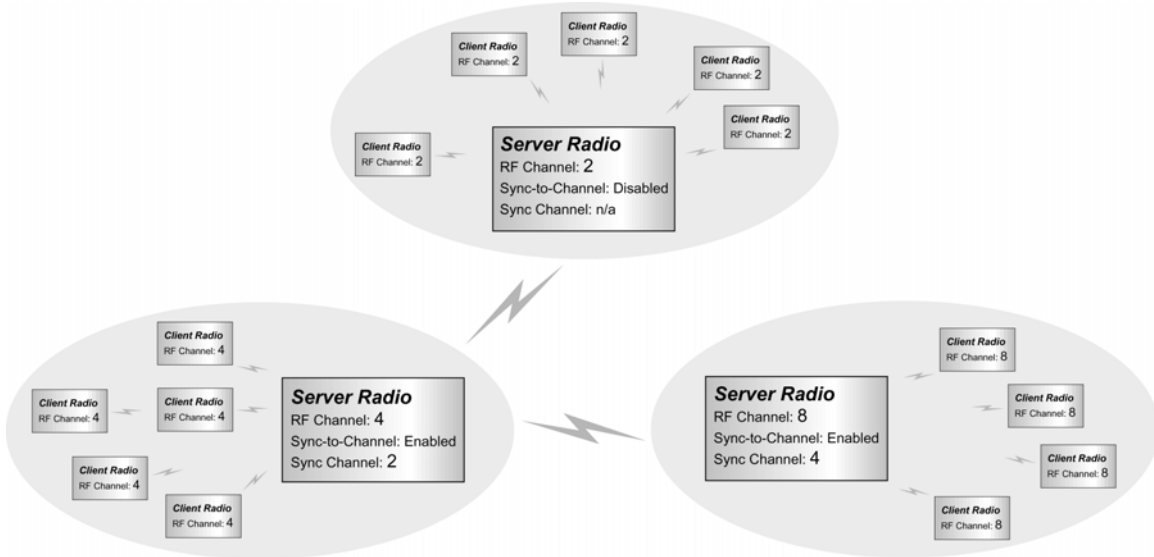 Client Radio
RF Channel: 2
Client Radio
RF Channel: 2
Client Radio
RF Channel: 2
Client Radio
RF Channel: 2
Client Radio
RF Channel: 2
Server Radio
RF Channel: 2
Sync-to-Channel: Disabled
Sync Channel: n/a
Client Radio
RF Channel: 4
Client Radio
RF Channel: 4
Client Radio
RF Channel: 4
Client Radio
RF Channel: 4
Client Radio
RF Channel: 4
Server Radio
RF Channel: 4
Sync-to-Channel: Enabled
Sync Channel: 2
Server Radio
RF Channel: 8
Sync-to-Channel: Enabled
Sync Channel: 4
Client Radio
RF Channel: 8
Client Radio
RF Channel: 8
Client Radio
RF Channel: 8
Client Radio
RF Channel: 8